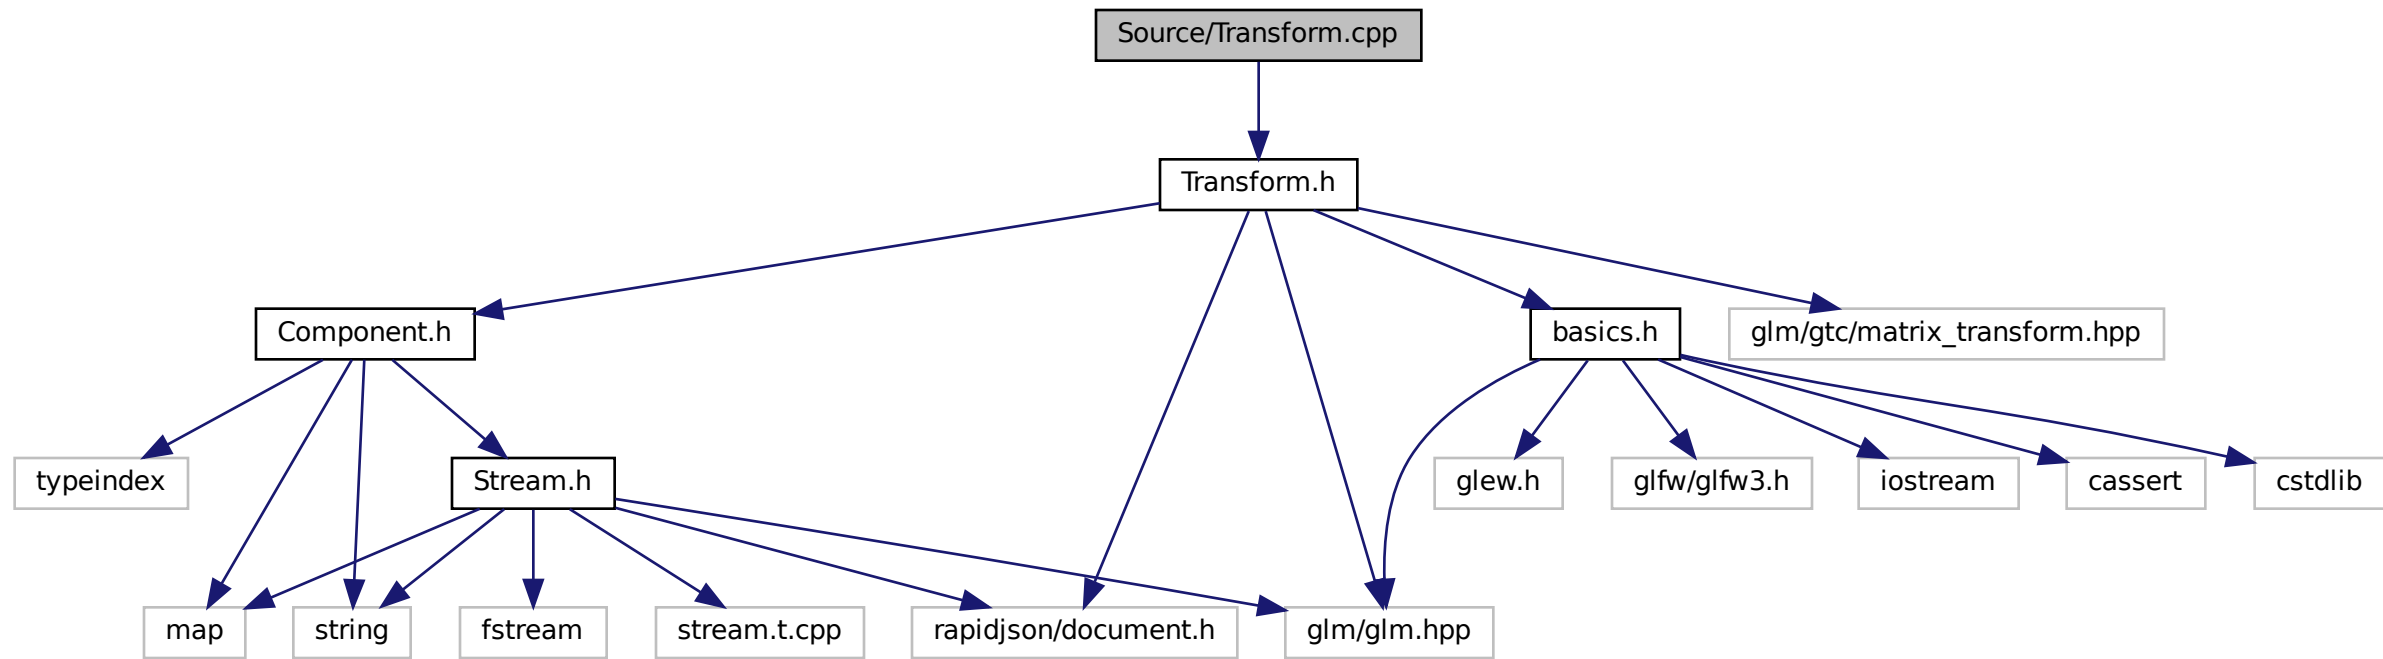 Source/Transform.cpp
Transform.h
Component.h
basics.h
glm/gtc/matrix_transform.hpp
typeindex
Stream.h
glew.h
glfw/glfw3.h
iostream
cassert
cstdlib
map
string
fstream
stream.t.cpp
rapidjson/document.h
glm/glm.hpp